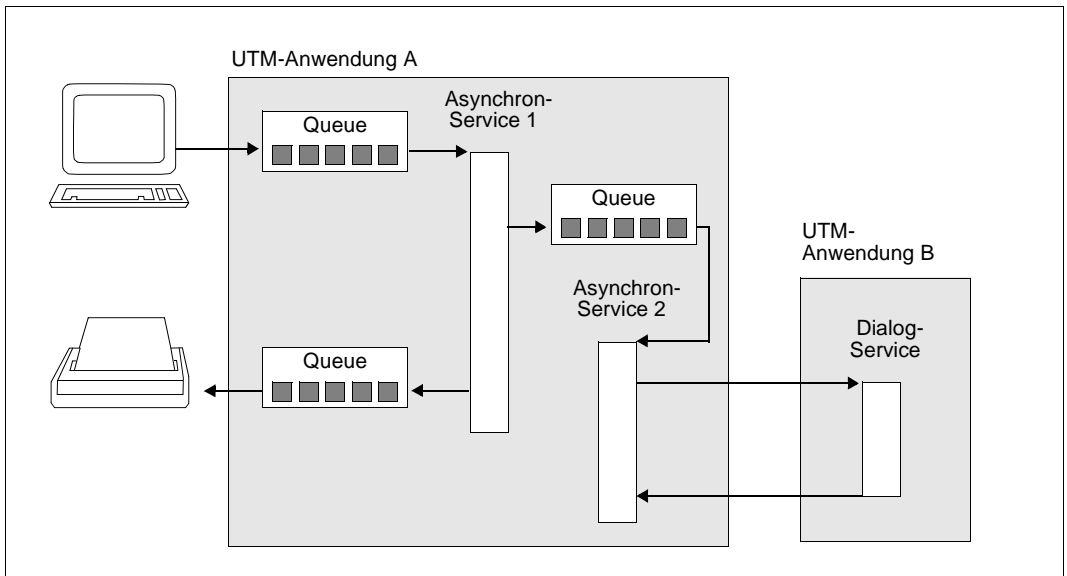 UTM-Anwendung A
Asynchron-
Service 1
Queue
Queue
UTM-
Anwendung B
Asynchron-
Service 2
Dialog-
Service
Queue